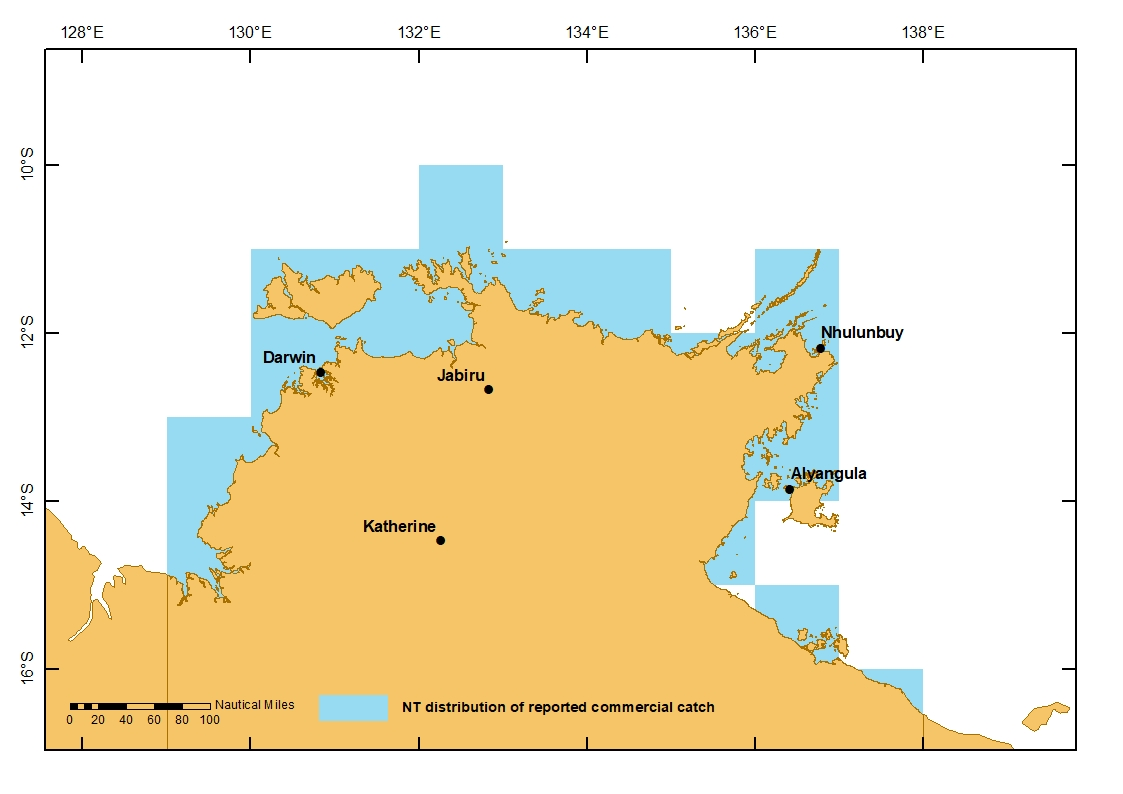 128°E 130°E 132°E 134°E 136°E 138°E
10°S
12°S
14°S
16°S
Nhulunbuy
Darwin
Jabiru
Alyangula
Katherine
Nautical Miles
0 20 40 60 80 100
NT distribution of reported commercial catch